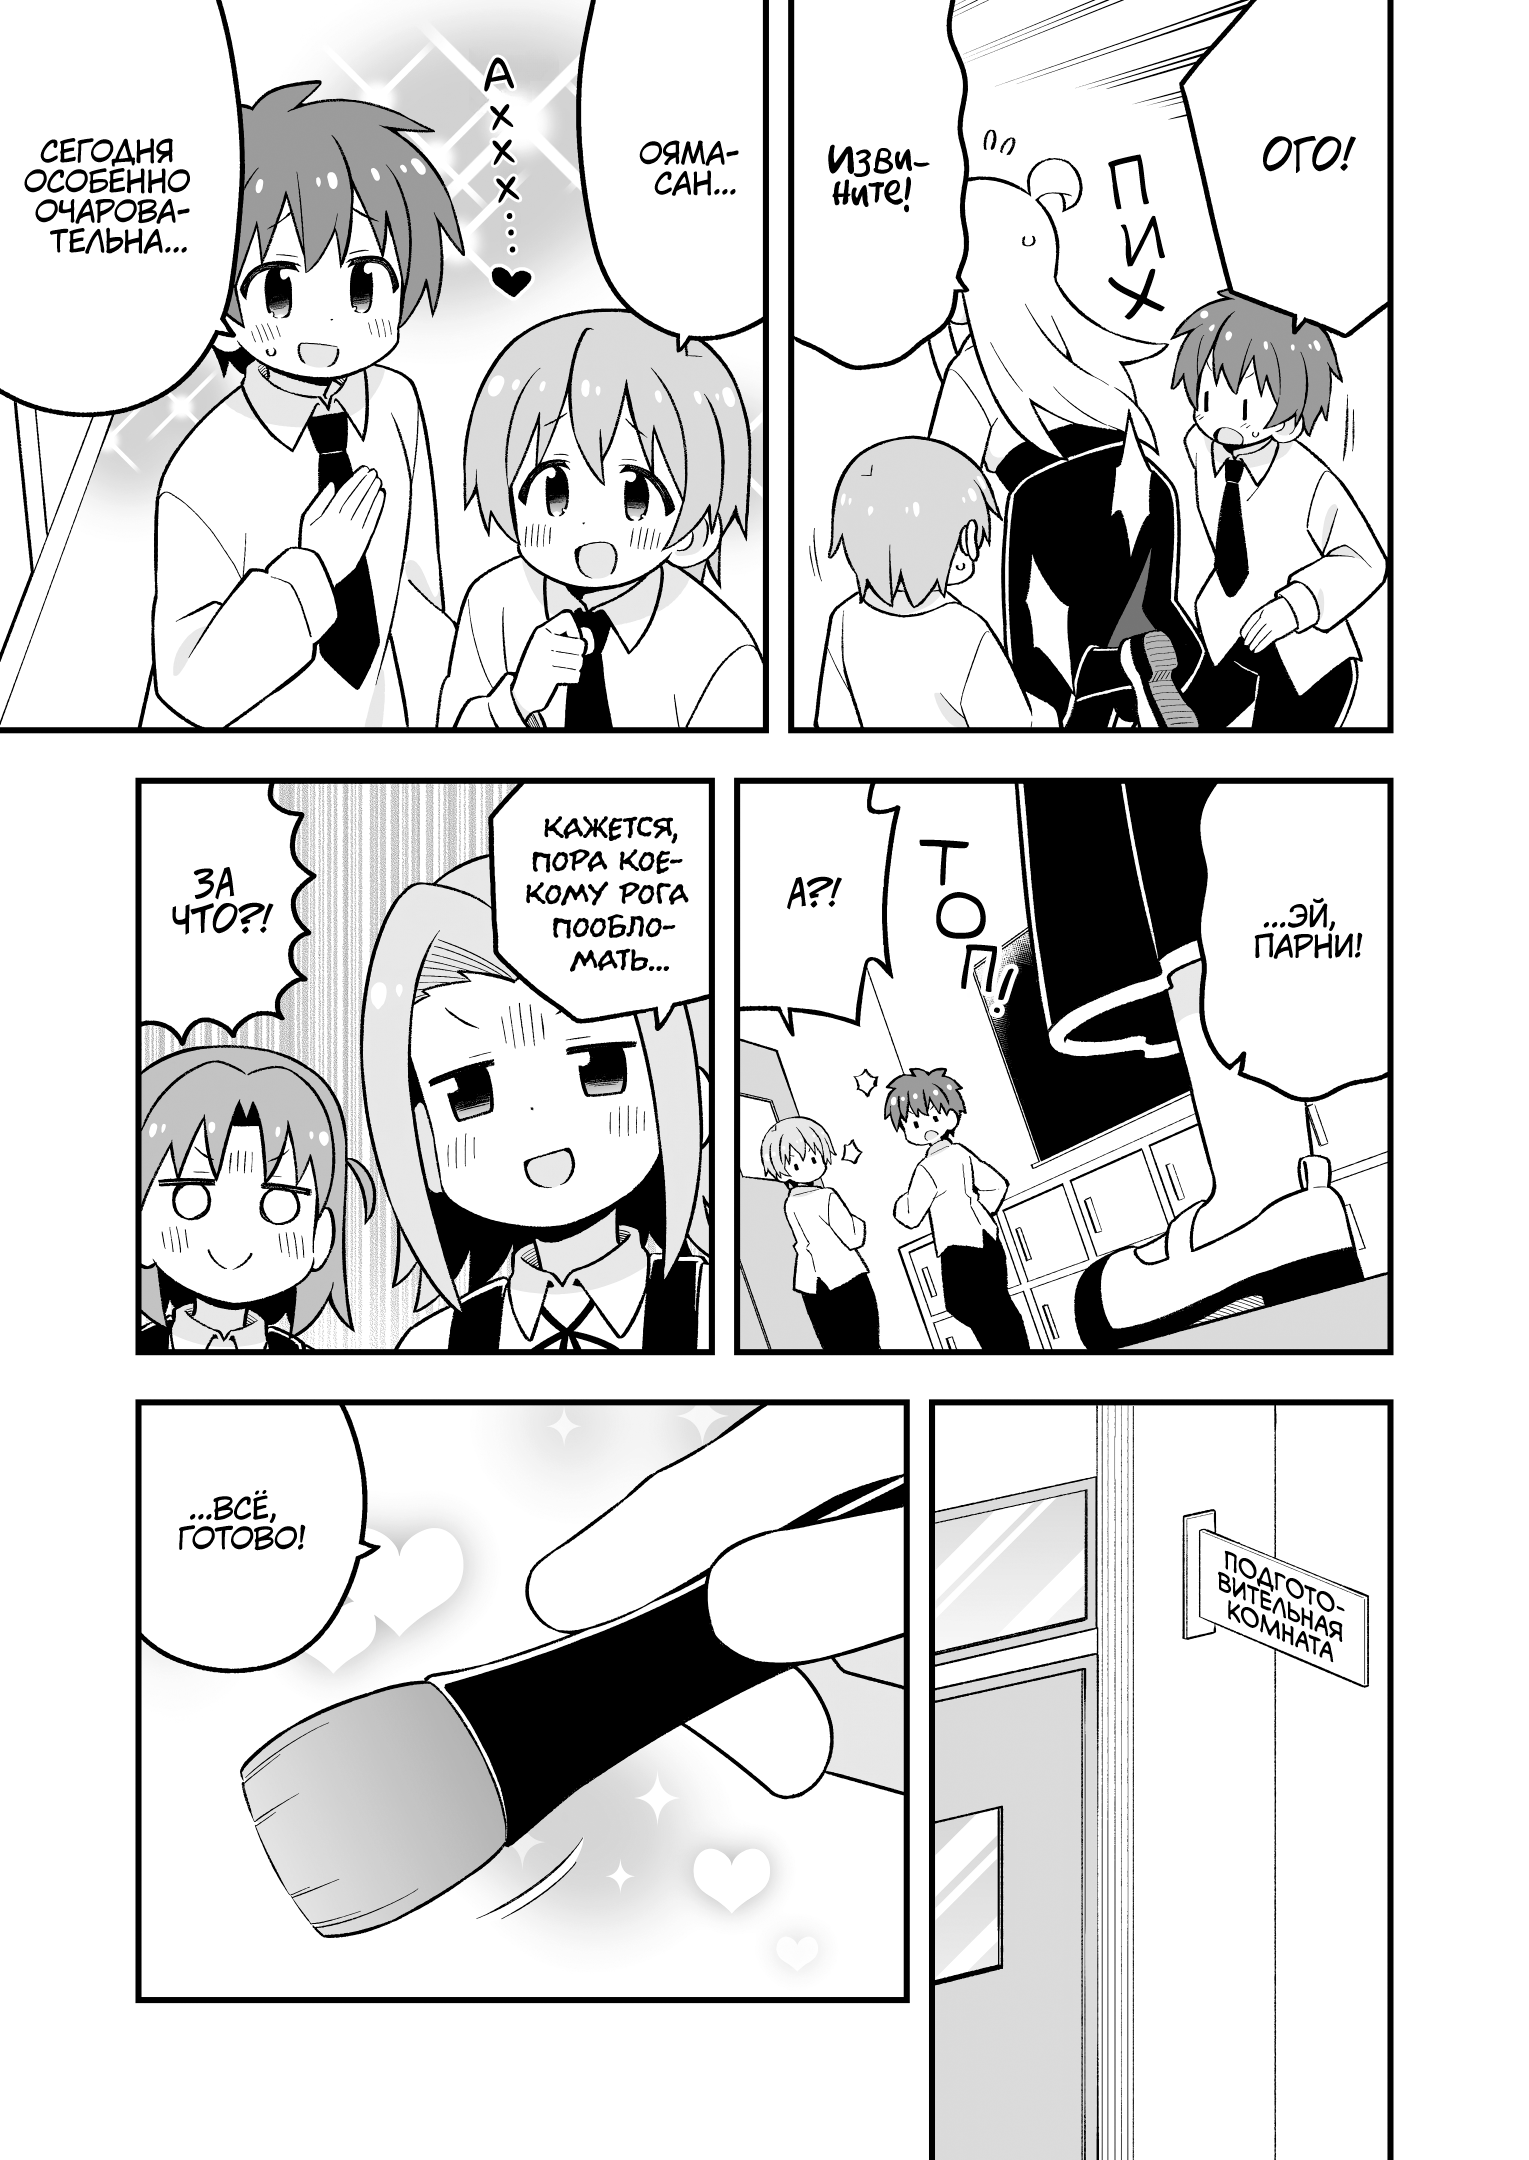 ОГО!
ПИХ
ИЗВИ-
НИТЕ!
ОЯМА-
САН...
АХХХ...
СЕГОДНЯ
ОСОБЕННО
ОЧАРОВА-
ТЕЛЬНА...
...ЭЙ,
ПАРНИ!
ТОП!!
А?!
КАЖЕТСЯ,
ПОРА КОЕ-
КОМУ РОГА
ПООБЛО-
МАТЬ...
ЗА
ЧТО?!
ПОДГОТО-
ВИТЕЛЬНАЯ
КОМНАТА
...ВСЁ,
ГОТОВО!